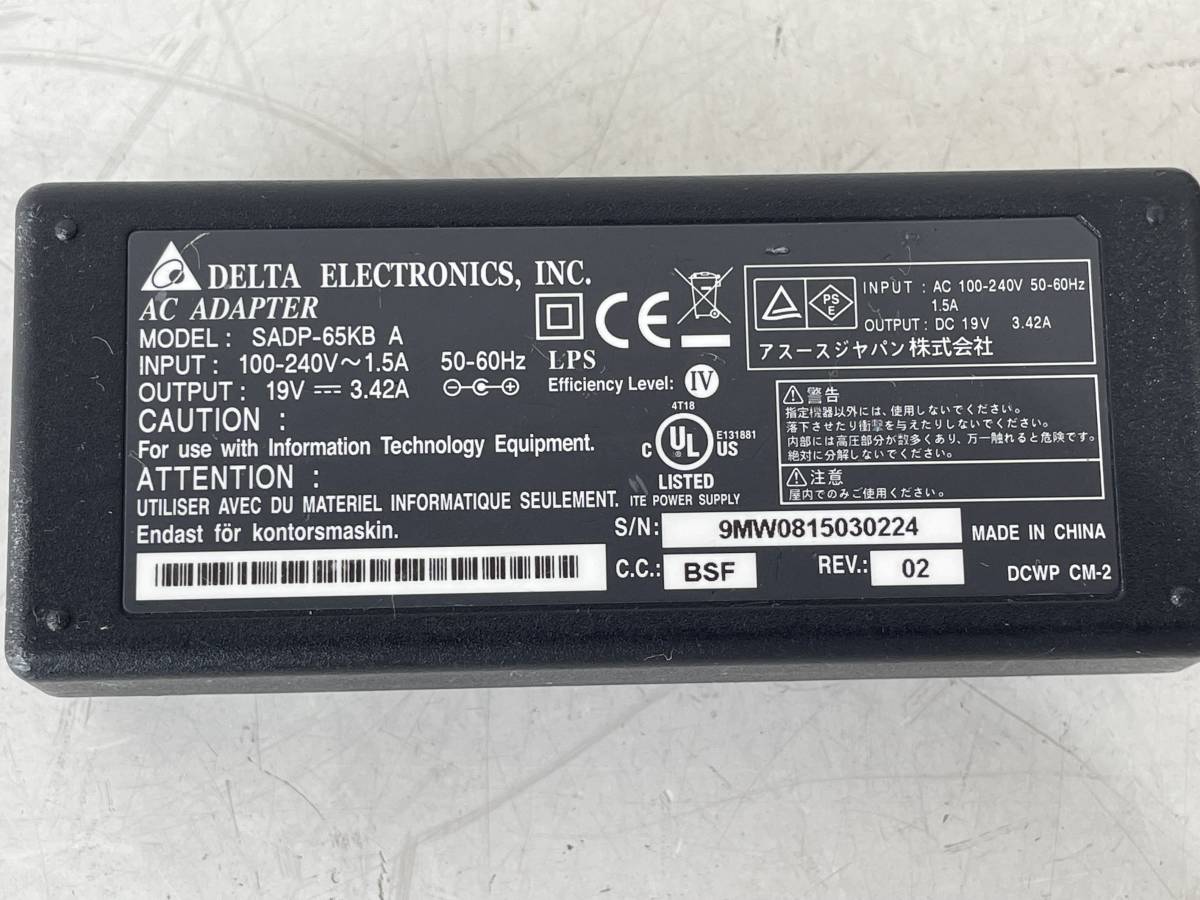 DELTA ELECTRONICS, INC.
AC ADAPTER
MODEL: SADP-65KB A
INPUT: 100-240V～1.5A 50-60Hz
OUTPUT: 19V ⎓ 3.42A
CAUTION :
For use with Information Technology Equipment.
ATTENTION :
UTILISER AVEC DU MATERIEL INFORMATIQUE SEULEMENT.
Endast för kontorsmaskin.
CE
LPS
Efficiency Level: IV
4T18
C UL US
E131881
LISTED
ITE POWER SUPPLY
PS
E
INPUT : AC 100-240V 50-60Hz
1.5A
OUTPUT: DC 19V 3.42A
アスースジャパン株式会社
⚠警告
指定機器以外には、使用しないでください。
落下させたり衝撃を与えたりしないでください。
内部には高圧部分が数多くあり、万一触れると危険です。
絶対に分解しないでください。
⚠注意
屋内でのみご使用ください。
S/N: 9MW0815030224
MADE IN CHINA
C.C.: BSF
REV.: 02
DCWP CM-2